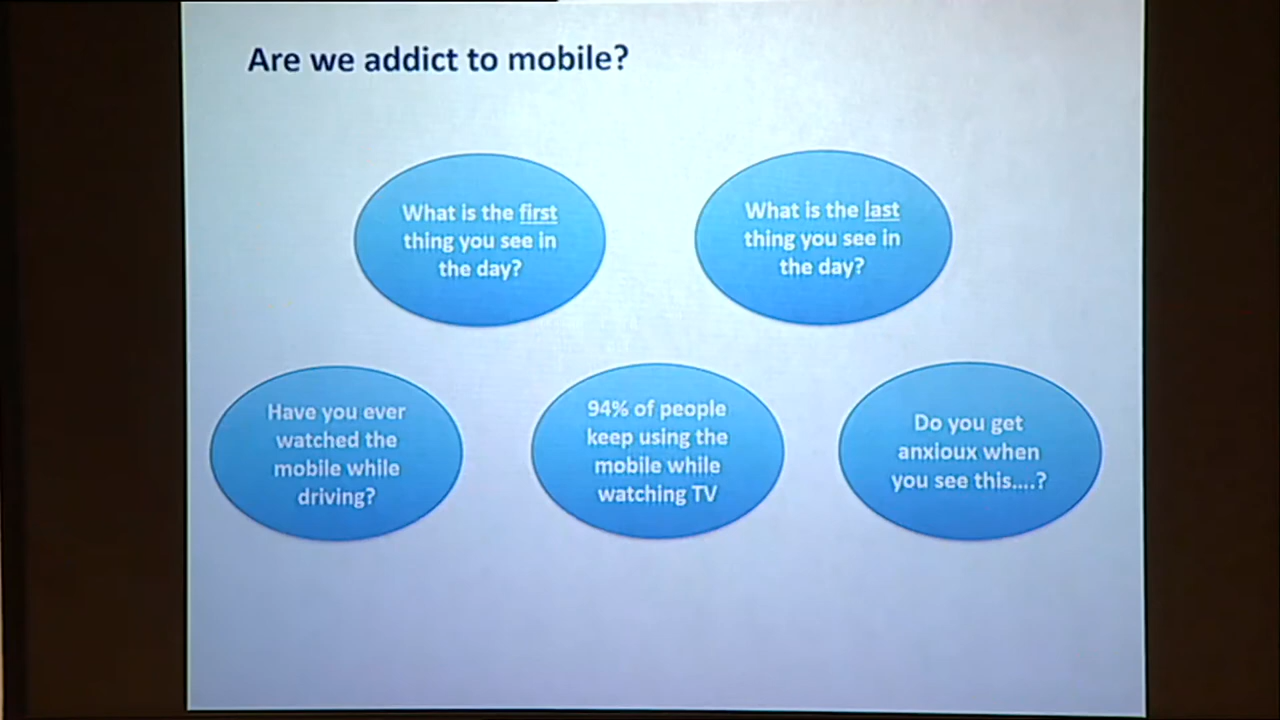 Are we addict to mobile?
What is the first
thing you see in
the day?
What is the last
thing you see in
the day?
Have you ever
watched the
mobile while
driving?
94% of people
keep using the
mobile while
watching TV
Do you get
anxioux when
you see this....?